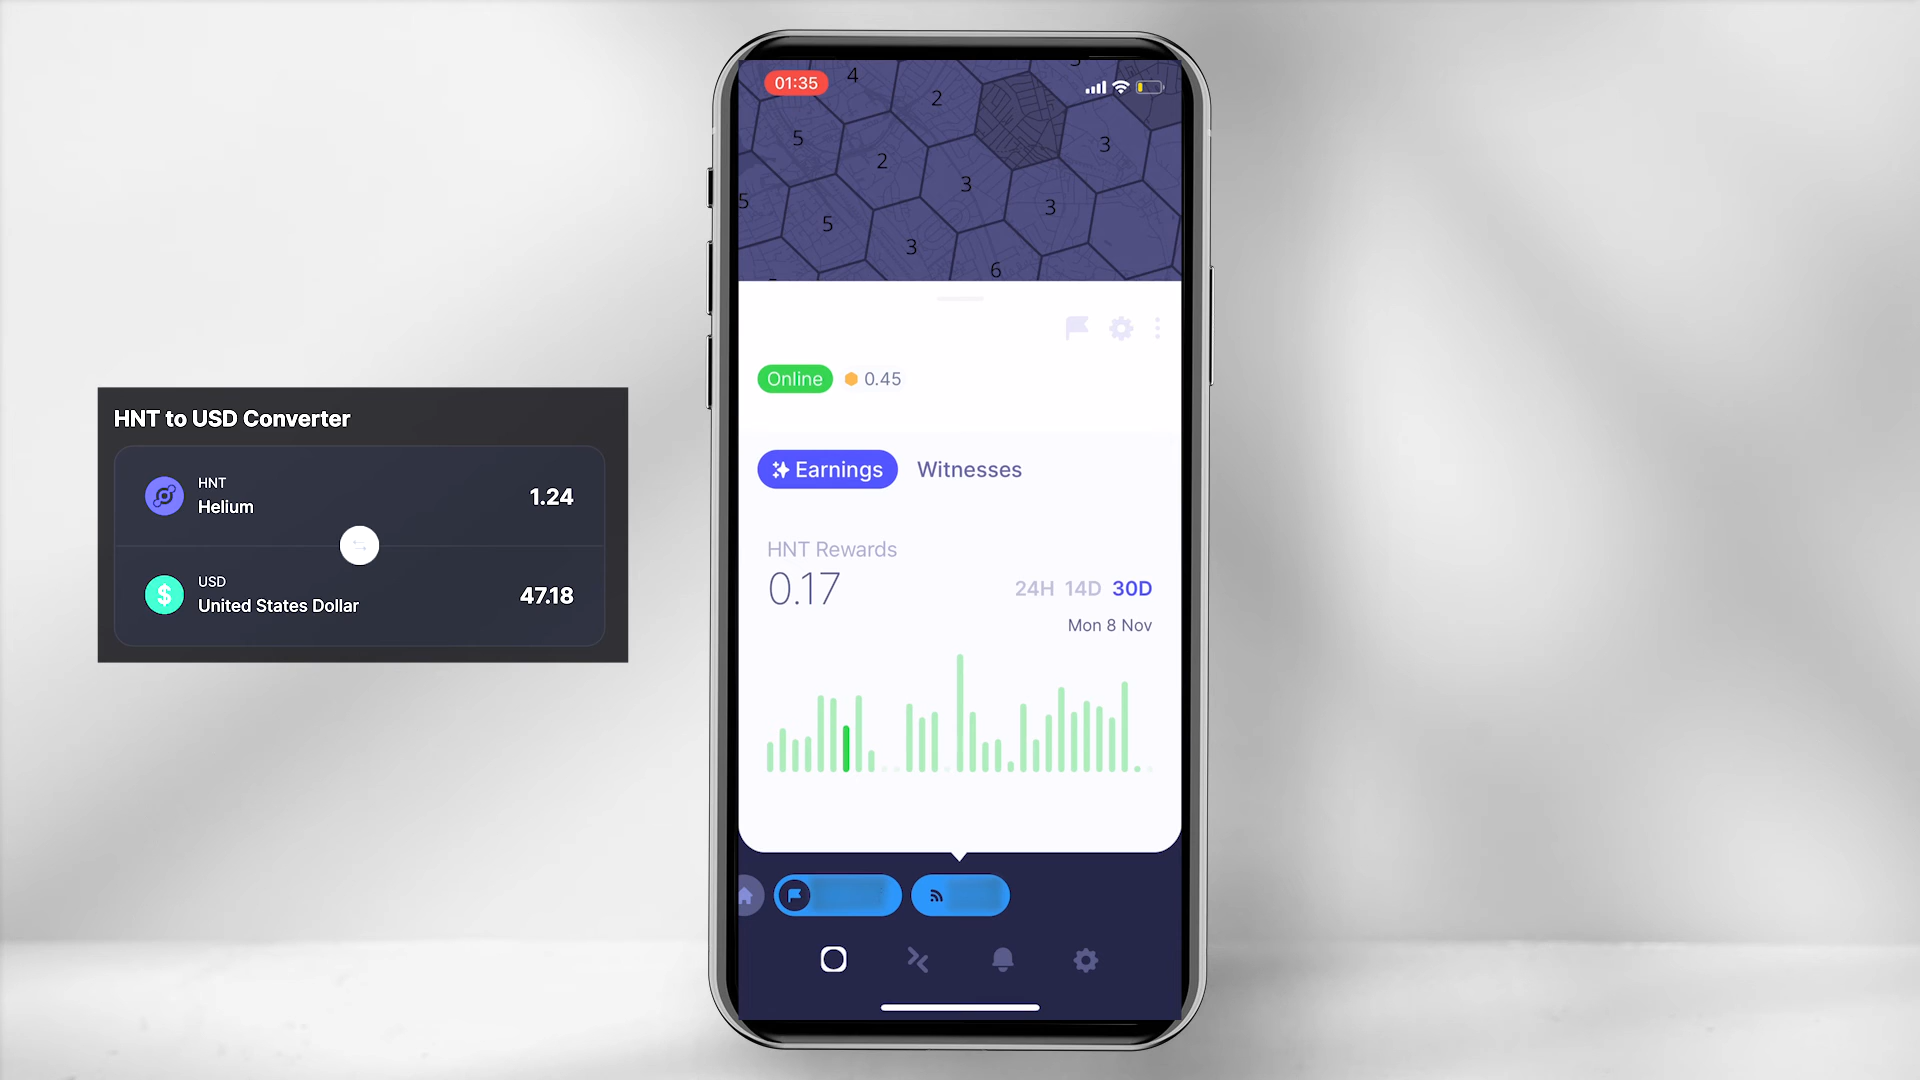 HNT to USD Converter
HNT
Helium
1.24
USD
United States Dollar
47.18
01:35
4
2
5
3
2
3
5
3
5
3
6
Online 0.45
Earnings Witnesses
HNT Rewards
0.17
24H 14D 30D
Mon 8 Nov